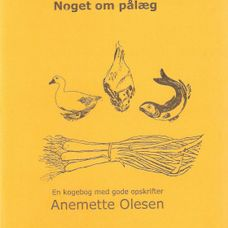 Noget om pålæg
En kogebog med gode opskrifter
Anemette Olesen